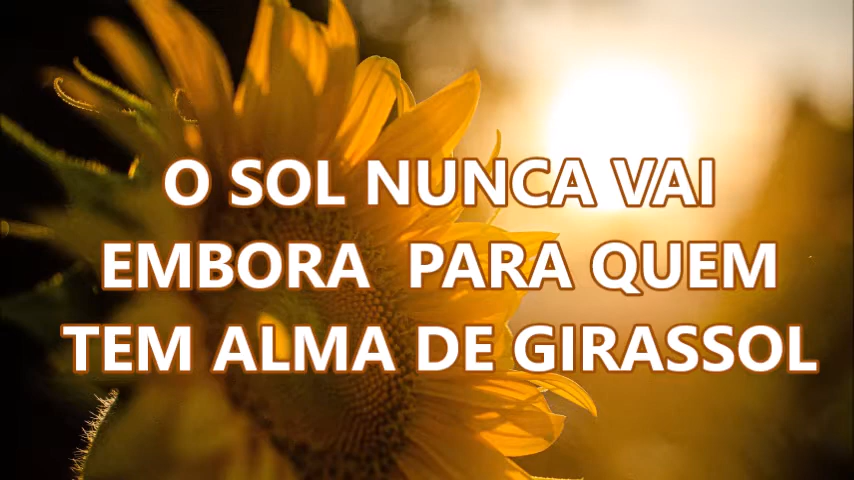 O SOL NUNCA VAI
EMBORA  PARA QUEM
TEM ALMA DE GIRASSOL